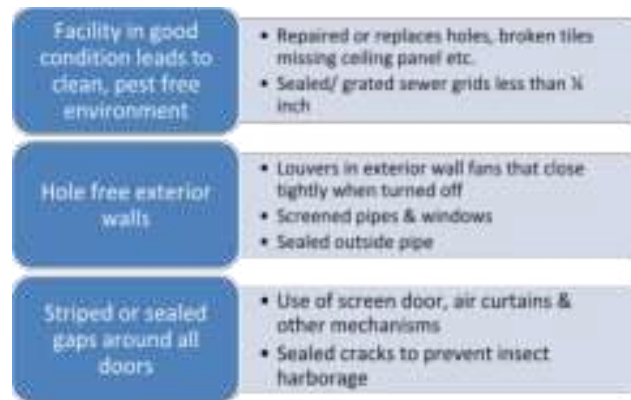 Facility in good
condition leads to
clean, pest free
environment
• Repaired or replaces holes, broken tiles
missing ceiling panel etc.
• Sealed/ grated sewer grids less than ¼
inch
Hole free exterior
walls
• Louvers in exterior wall fans that close
tightly when turned off
• Screened pipes & windows
• Sealed outside pipe
Striped or sealed
gaps around all
doors
• Use of screen door, air curtains &
other mechanisms
• Sealed cracks to prevent insect
harborage